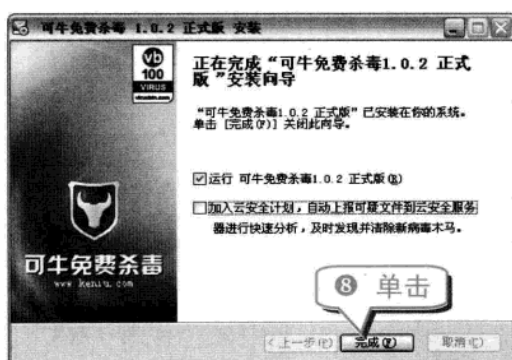 可牛免费杀毒 1.0.2 正式版 安装
vb
100
VIRUS
virusbtn.com
正在完成“可牛免费杀毒1.0.2 正式
版”安装向导
“可牛免费杀毒1.0.2 正式版”已安装在你的系统。
单击 [完成(F)] 关闭此向导。
运行 可牛免费杀毒1.0.2 正式版(R)
加入云安全计划，自动上报可疑文件到云安全服务
器进行快速分析，及时发现并清除新病毒木马。
可牛免费杀毒
www.keniu.com
8 单击
<上一步(P)
完成(F)
取消(C)